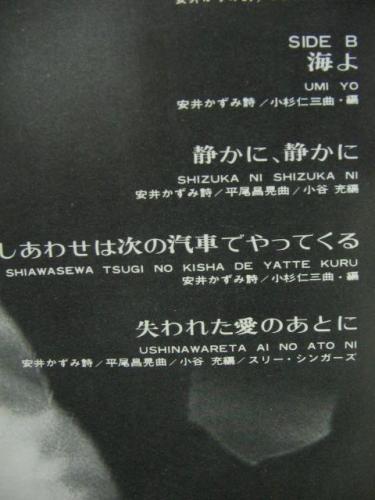 SIDE B
海よ
UMI YO
安井かずみ詩／小杉仁三曲・編
静かに、静かに
SHIZUKA NI SHIZUKA NI
安井かずみ詩／平尾昌晃曲／小谷 充編
しあわせは次の汽車でやってくる
SHIAWASEWA TSUGI NO KISHA DE YATTE KURU
安井かずみ詩／小杉仁三曲・編
失われた愛のあとに
USHINAWARETA AI NO ATO NI
安井かずみ詩／平尾昌晃曲／小谷 充編／スリー・シンガーズ